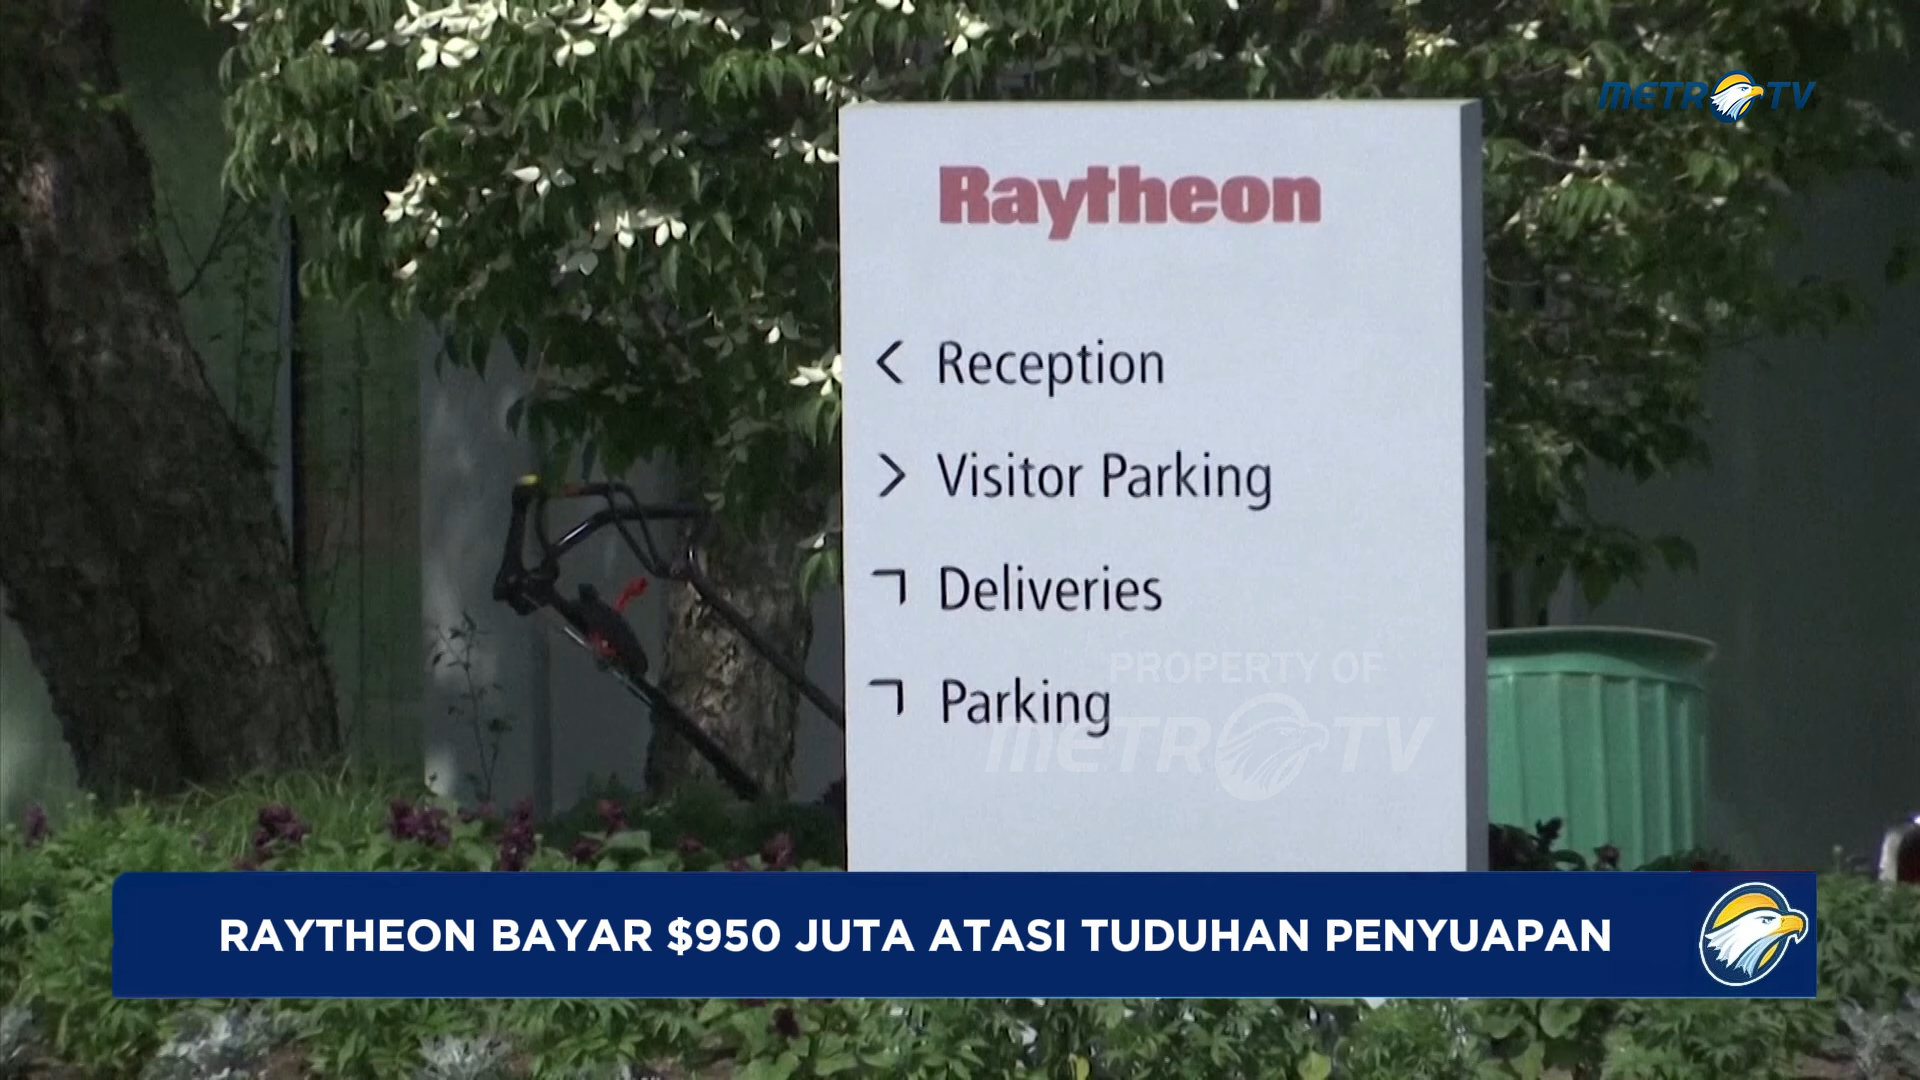 METRO TV
Raytheon
< Reception
> Visitor Parking
Deliveries
Parking
PROPERTY OF
METRO TV
RAYTHEON BAYAR $950 JUTA ATASI TUDUHAN PENYUAPAN